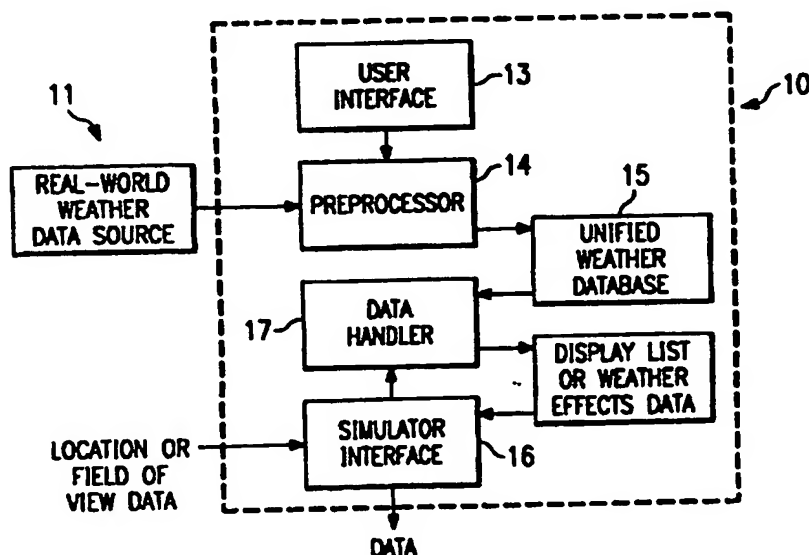 USER
INTERFACE
13
10
11
REAL-WORLD
WEATHER
DATA SOURCE
14
PREPROCESSOR
15
UNIFIED
WEATHER
DATABASE
17
DATA
HANDLER
DISPLAY LIST
OR WEATHER
EFFECTS DATA
LOCATION OR
FIELD OF
VIEW DATA
SIMULATOR
INTERFACE
16
DATA